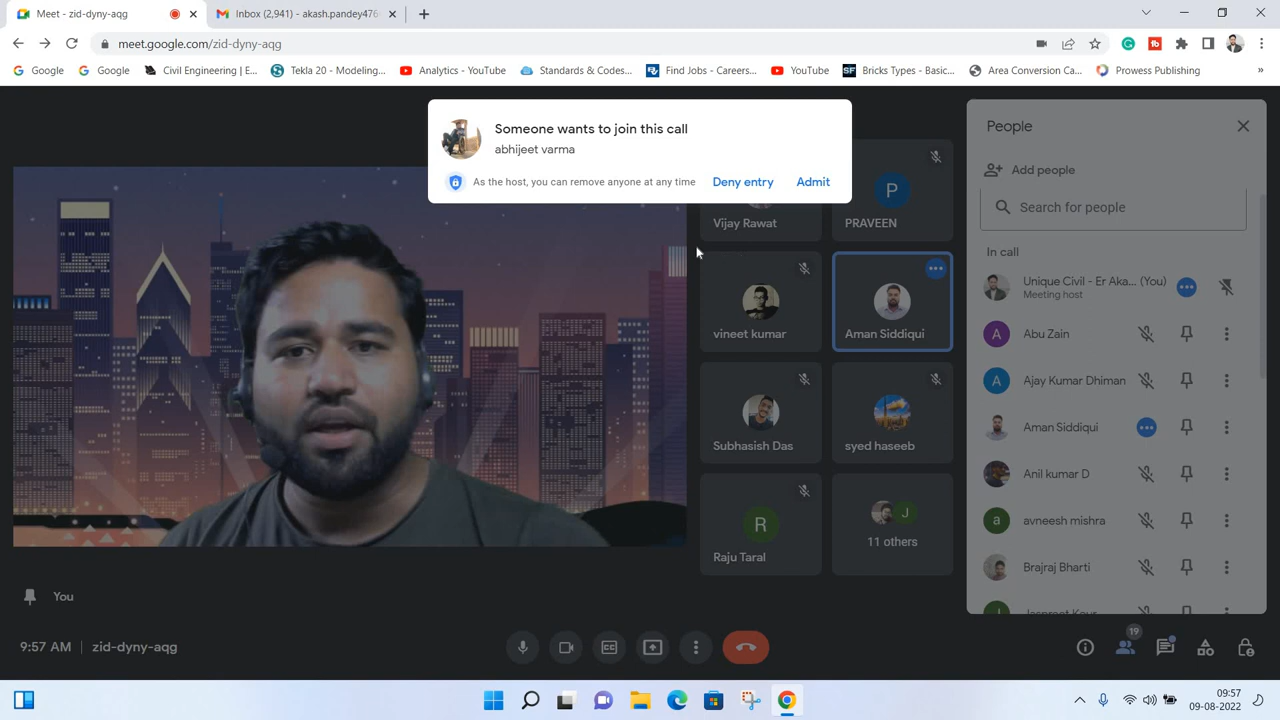 Meet - zid-dyny-aqg
Inbox (2,941) - akash.pandey476
meet.google.com/zid-dyny-aqg
Google
Google
Civil Engineering | E...
Tekla 20 - Modeling...
Analytics - YouTube
Standards & Codes...
Find Jobs - Careers...
YouTube
Bricks Types - Basic...
Area Conversion Ca...
Prowess Publishing
»
Someone wants to join this call
abhijeet varma
As the host, you can remove anyone at any time
Deny entry
Admit
Vijay Rawat
P
PRAVEEN
vineet kumar
Aman Siddiqui
Subhasish Das
syed haseeb
R
Raju Taral
J
11 others
People
Add people
Search for people
In call
Unique Civil - Er Aka... (You)
Meeting host
A
Abu Zain
A
Ajay Kumar Dhiman
Aman Siddiqui
Anil kumar D
a
avneesh mishra
Brajraj Bharti
Jaspreet Kour
You
9:57 AM | zid-dyny-aqg
19
09:57
09-08-2022